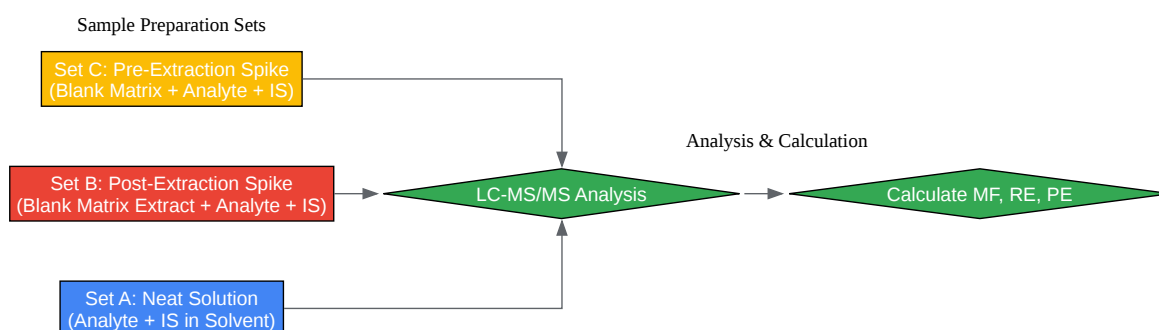 Sample Preparation Sets
Set C: Pre-Extraction Spike
(Blank Matrix + Analyte + IS)
Analysis & Calculation
Set B: Post-Extraction Spike
(Blank Matrix Extract + Analyte + IS)
LC-MS/MS Analysis
Calculate MF, RE, PE
Set A: Neat Solution
(Analyte + IS in Solvent)